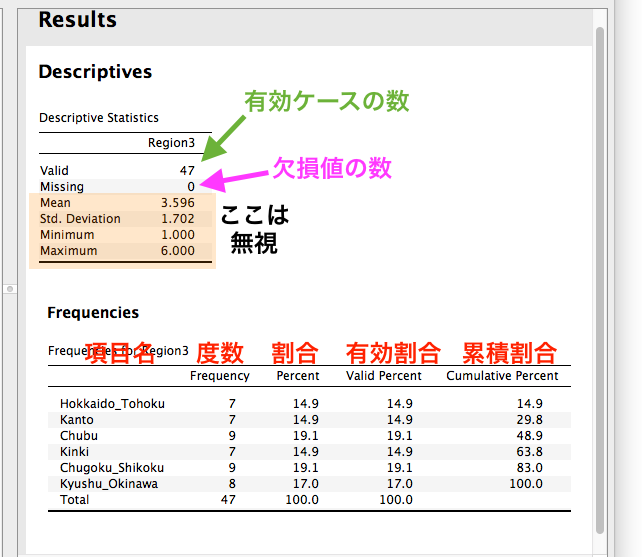 Results
Descriptives
有効ケースの数
Descriptive Statistics
Region3
欠損値の数
Valid 47
Missing 0
Mean 3.596
Std. Deviation 1.702
Minimum 1.000
Maximum 6.000
ここは
無視
Frequencies
Frequencies for Region3
項目名 度数 割合 有効割合 累積割合
Frequency Percent Valid Percent Cumulative Percent
Hokkaido_Tohoku 7 14.9 14.9 14.9
Kanto 7 14.9 14.9 29.8
Chubu 9 19.1 19.1 48.9
Kinki 7 14.9 14.9 63.8
Chugoku_Shikoku 9 19.1 19.1 83.0
Kyushu_Okinawa 8 17.0 17.0 100.0
Total 47 100.0 100.0